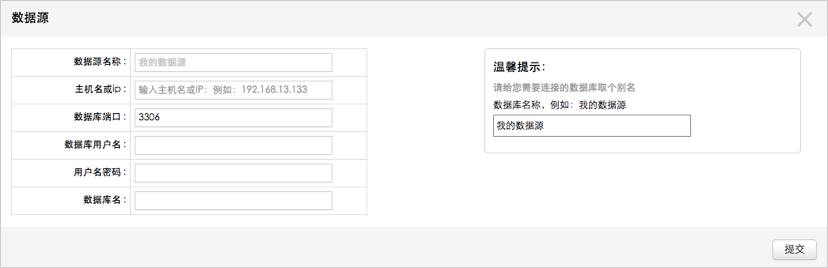 数据源
数据源名称：
我的数据源
主机名或ip：
输入主机名或IP：例如：192.168.13.133
数据库端口：
3306
数据库用户名：
用户名密码：
数据库名：
温馨提示：
请给您需要连接的数据库取个别名
数据库名称，例如：我的数据源
我的数据源
提交